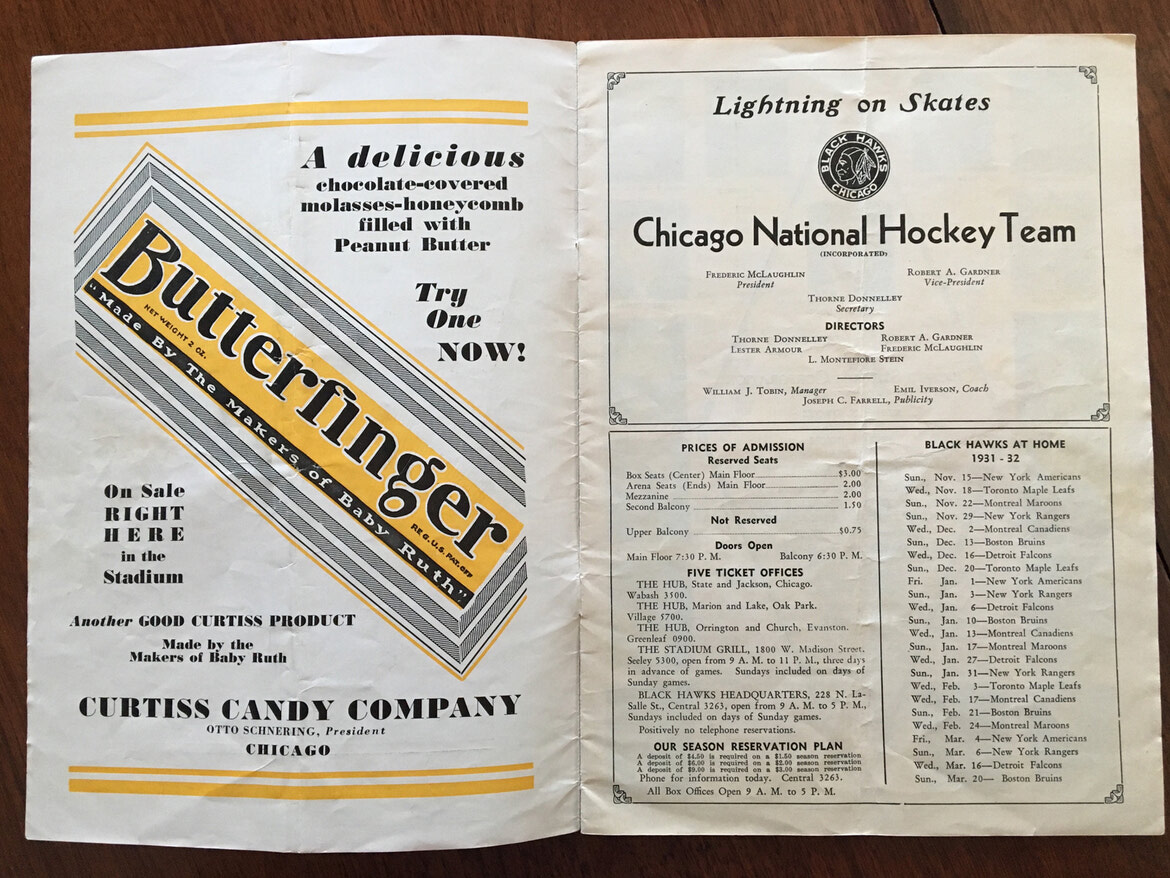 A delicious
chocolate-covered
molasses-honeycomb
filled with
Peanut Butter
Try
One
NOW!
Butterfinger
NET WEIGHT 2 OZ.
REG. U.S. PAT. OFF.
"Made By The Makers of Baby Ruth"
On Sale
RIGHT
HERE
in the
Stadium
Another GOOD CURTISS PRODUCT
Made by the
Makers of Baby Ruth
CURTISS CANDY COMPANY
OTTO SCHNERING, President
CHICAGO
Lightning on Skates
BLACK HAWKS
CHICAGO
Chicago National Hockey Team
(INCORPORATED)
FREDERIC MCLAUGHLIN ROBERT A. GARDNER
President Vice-President
THORNE DONNELLEY
Secretary
DIRECTORS
THORNE DONNELLEY ROBERT A. GARDNER
LESTER ARMOUR FREDERIC MCLAUGHLIN
L. MONTEFIORE STEIN
WILLIAM J. TOBIN, Manager EMIL IVERSON, Coach
JOSEPH C. FARRELL, Publicity
PRICES OF ADMISSION
Reserved Seats
Box Seats (Center) Main Floor $3.00
Arena Seats (Ends) Main Floor 2.00
Mezzanine 2.00
Second Balcony 1.50
Not Reserved
Upper Balcony $0.75
Doors Open
Main Floor 7:30 P. M. Balcony 6:30 P. M.
FIVE TICKET OFFICES
THE HUB, State and Jackson, Chicago.
Wabash 3500.
THE HUB, Marion and Lake, Oak Park.
Village 5700.
THE HUB, Orrington and Church, Evanston.
Greenleaf 0900.
THE STADIUM GRILL, 1800 W. Madison Street.
Seeley 5300, open from 9 A. M. to 11 P. M., three days
in advance of games. Sundays included on days of
Sunday games.
BLACK HAWKS HEADQUARTERS, 228 N. La-
Salle St., Central 3263, open from 9 A. M. to 5 P. M.,
Sundays included on days of Sunday games.
Positively no telephone reservations.
OUR SEASON RESERVATION PLAN
A deposit of $4.50 is required on a $1.50 season reservation
A deposit of $6.00 is required on a $2.00 season reservation
A deposit of $9.00 is required on a $3.00 season reservation
Phone for information today. Central 3263.
All Box Offices Open 9 A. M. to 5 P. M.
BLACK HAWKS AT HOME
1931 - 32
Sun., Nov. 15—New York Americans
Wed., Nov. 18—Toronto Maple Leafs
Sun., Nov. 22—Montreal Maroons
Sun., Nov. 29—New York Rangers
Wed., Dec. 2—Montreal Canadiens
Sun., Dec. 13—Boston Bruins
Wed., Dec. 16—Detroit Falcons
Sun., Dec. 20—Toronto Maple Leafs
Fri. Jan. 1—New York Americans
Sun., Jan. 3—New York Rangers
Wed., Jan. 6—Detroit Falcons
Sun., Jan. 10—Boston Bruins
Wed., Jan. 13—Montreal Canadiens
Sun., Jan. 17—Montreal Maroons
Wed., Jan. 27—Detroit Falcons
Sun., Jan. 31—New York Rangers
Wed., Feb. 3—Toronto Maple Leafs
Wed., Feb. 17—Montreal Canadiens
Sun., Feb. 21—Boston Bruins
Wed., Feb. 24—Montreal Maroons
Fri., Mar. 4—New York Americans
Sun., Mar. 6—New York Rangers
Wed., Mar. 16—Detroit Falcons
Sun., Mar. 20— Boston Bruins